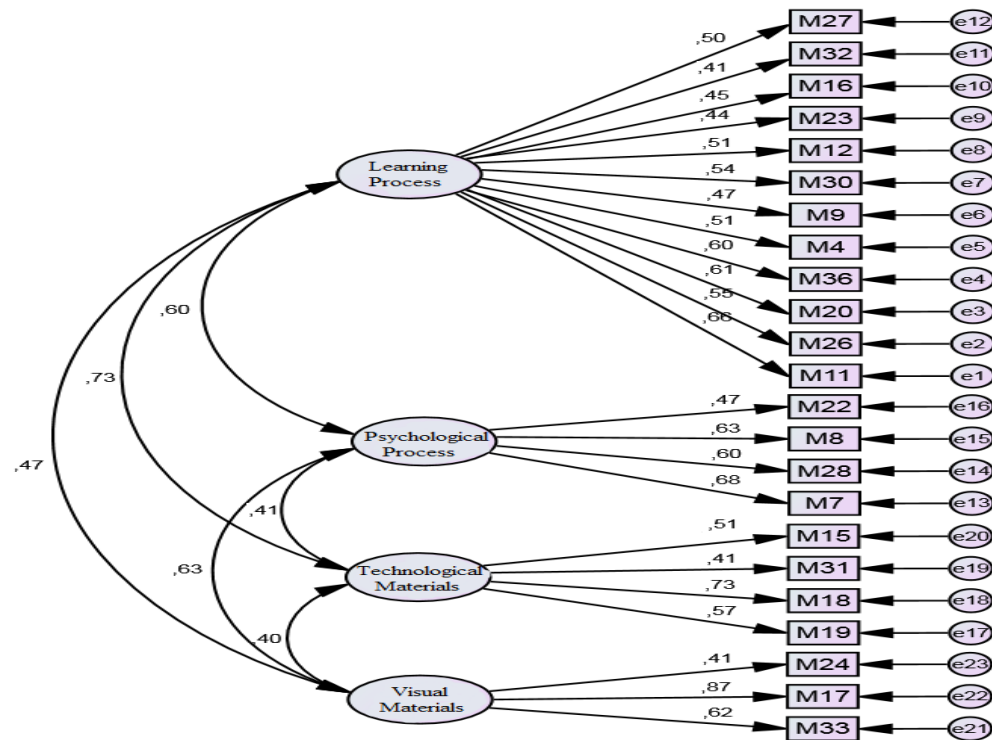 M27
e12
,50
M32
e11
,41
M16
e10
,45
M23
e9
,44
M12
e8
,51
Learning
Process
M30
e7
,54
M9
e6
,47
M4
e5
,51
M36
e4
,60
M20
e3
,61
M26
e2
,55
M11
e1
,66
,60
,73
,47
M22
e16
,47
Psychological
Process
M8
e15
,63
M28
e14
,60
M7
e13
,68
,41
,63
M15
e20
,51
Technological
Materials
M31
e19
,41
M18
e18
,73
M19
e17
,57
,40
M24
e23
,41
Visual
Materials
M17
e22
,87
M33
e21
,62